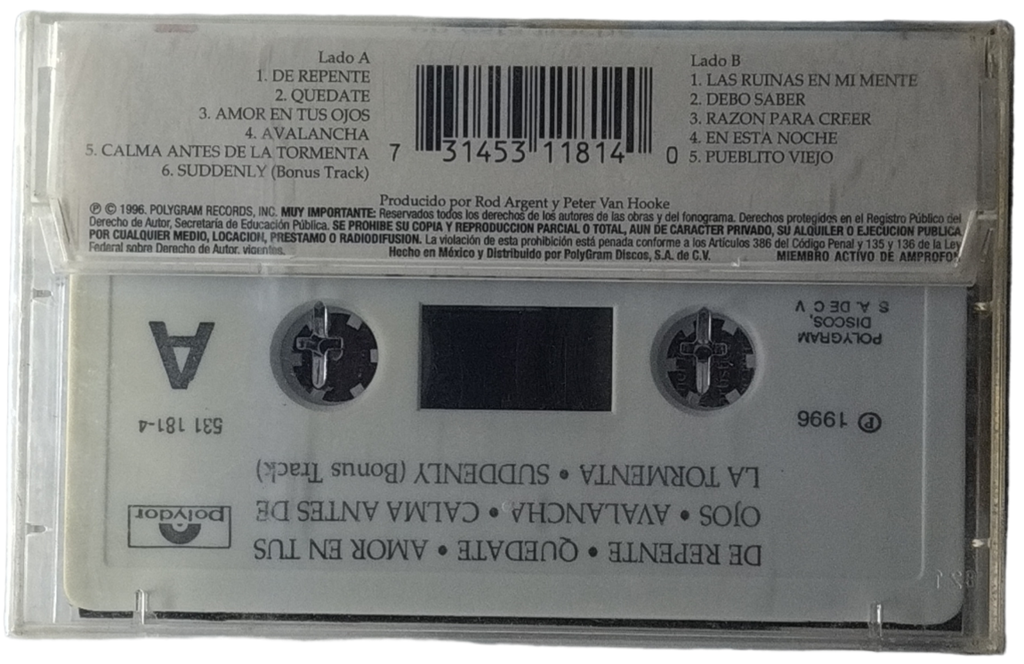 Lado A
1. DE REPENTE
2. QUEDATE
3. AMOR EN TUS OJOS
4. AVALANCHA
5. CALMA ANTES DE LA TORMENTA
6. SUDDENLY (Bonus Track)
7 31453 11814 0
Lado B
1. LAS RUINAS EN MI MENTE
2. DEBO SABER
3. RAZON PARA CREER
4. EN ESTA NOCHE
5. PUEBLITO VIEJO
Producido por Rod Argent y Peter Van Hooke
℗ © 1996. POLYGRAM RECORDS, INC. MUY IMPORTANTE: Reservados todos los derechos de los autores de las obras y del fonograma. Derechos protegidos en el Registro Público del
Derecho de Autor, Secretaría de Educación Pública. SE PROHIBE SU COPIA Y REPRODUCCION PARCIAL O TOTAL, AUN DE CARACTER PRIVADO, SU ALQUILER O EJECUCION PUBLICA
POR CUALQUIER MEDIO, LOCACION, PRESTAMO O RADIODIFUSION. La violación de esta prohibición está penada conforme a los Artículos 386 del Código Penal y 135 y 136 de la Ley
Federal sobre Derecho de Autor. vigentes. Hecho en México y Distribuido por PolyGram Discos, S.A. de C.V. MIEMBRO ACTIVO DE AMPROFON
DE REPENTE • QUEDATE • AMOR EN TUS
OJOS • AVALANCHA • CALMA ANTES DE
LA TORMENTA • SUDDENLY (Bonus Track)
polydor
℗ 1996
531 181-4
A
POLYGRAM
DISCOS,
S A. DE C V